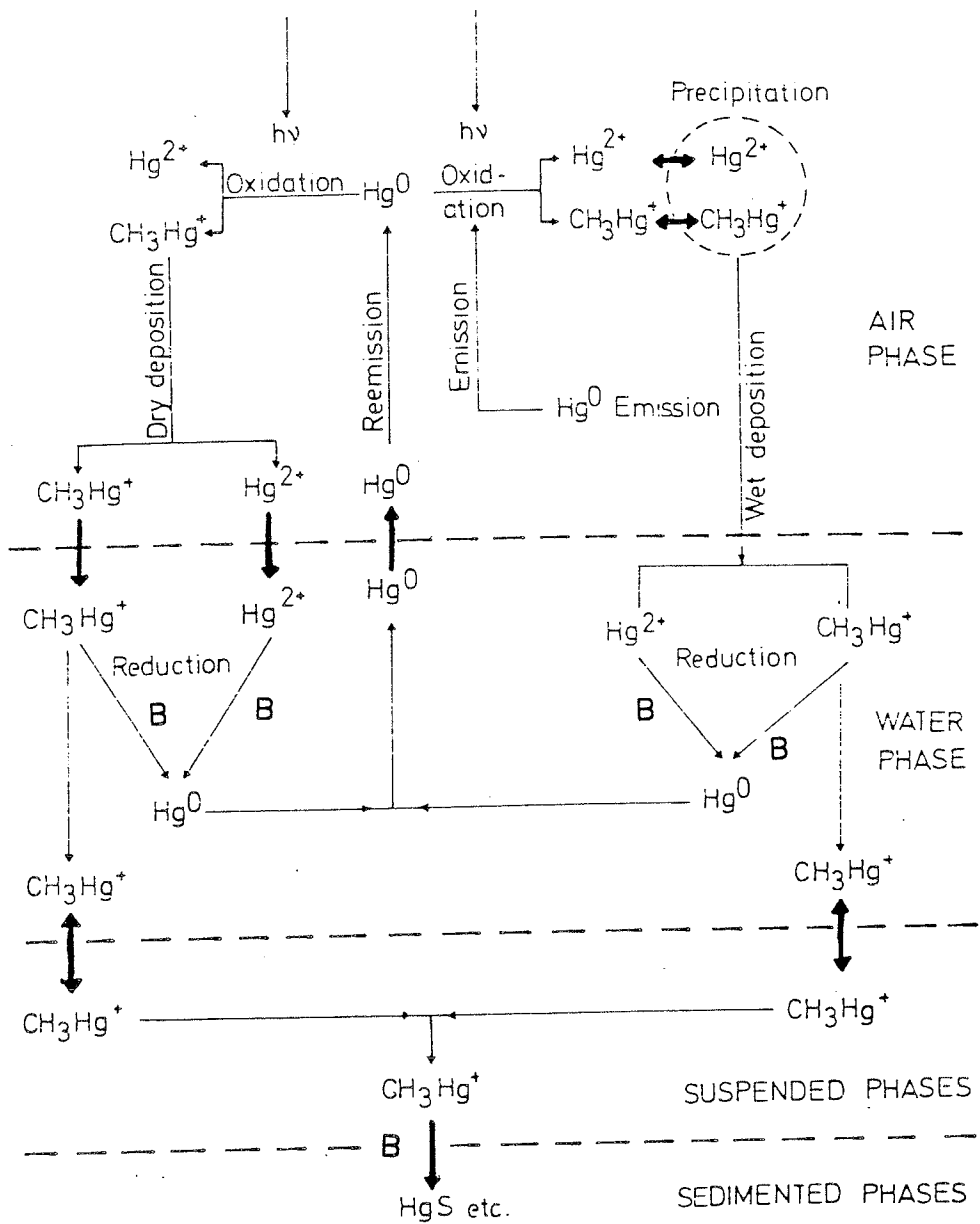 Precipitation
hν hν
Hg²⁺ Oxidation Hg⁰ Oxid- Hg²⁺ Hg²⁺
ation
CH₃Hg⁺ CH₃Hg⁺ CH₃Hg⁺
Dry deposition
Reemission
Emission
Wet deposition
AIR
PHASE
Hg⁰ Emission
CH₃Hg⁺ Hg²⁺ Hg⁰
Hg⁰
CH₃Hg⁺ Hg²⁺ Hg²⁺ CH₃Hg⁺
Reduction Reduction
B B B B
WATER
PHASE
Hg⁰ Hg⁰
CH₃Hg⁺ CH₃Hg⁺
CH₃Hg⁺ CH₃Hg⁺
CH₃Hg⁺ SUSPENDED PHASES
B
HgS etc. SEDIMENTED PHASES